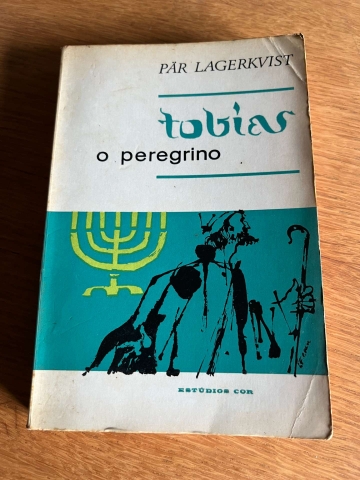 PÄR LAGERKVIST
tobias
o peregrino
ESTÚDIOS COR